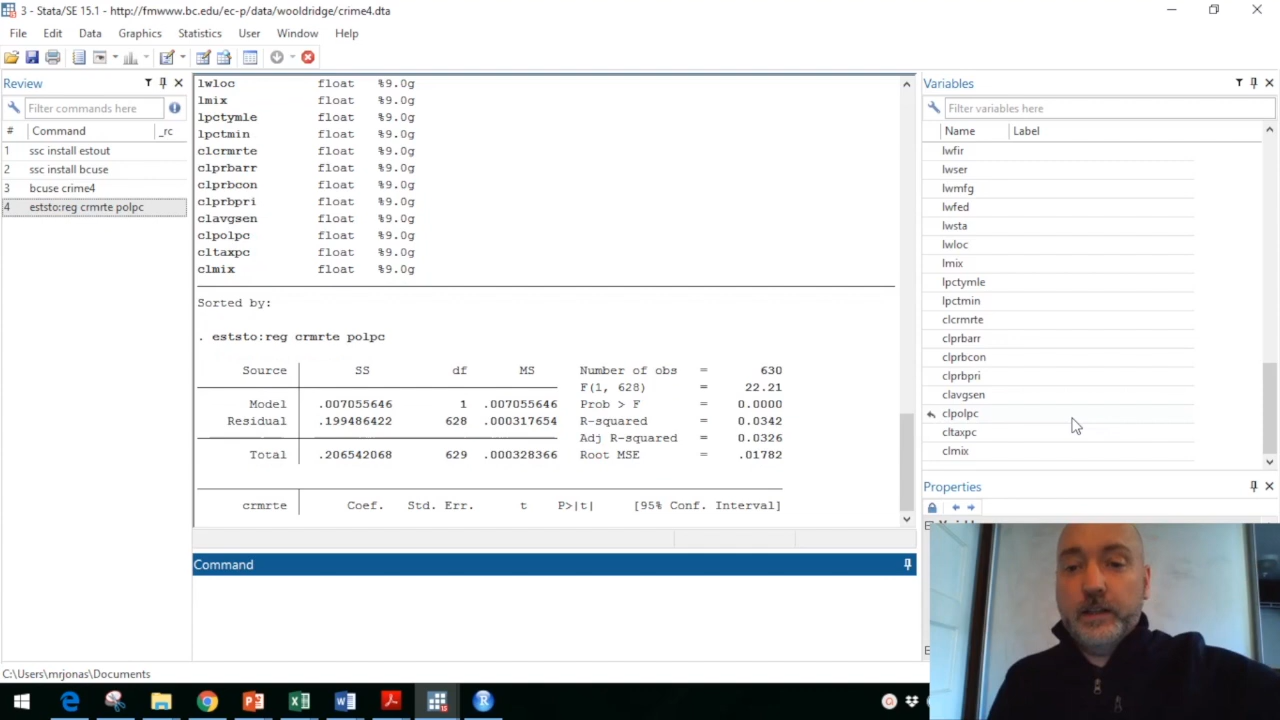 3 - Stata/SE 15.1 - http://fmwww.bc.edu/ec-p/data/wooldridge/crime4.dta
File Edit Data Graphics Statistics User Window Help
Review
Filter commands here
# Command _rc
1 ssc install estout
2 ssc install bcuse
3 bcuse crime4
4 eststo:reg crmrte polpc
lwloc float %9.0g
lmix float %9.0g
lpctymle float %9.0g
lpctmin float %9.0g
clcrmrte float %9.0g
clprbarr float %9.0g
clprbcon float %9.0g
clprbpri float %9.0g
clavgsen float %9.0g
clpolpc float %9.0g
cltaxpc float %9.0g
clmix float %9.0g
Sorted by:
. eststo:reg crmrte polpc
Source SS df MS Number of obs = 630
F(1, 628) = 22.21
Model .007055646 1 .007055646 Prob > F = 0.0000
Residual .199486422 628 .000317654 R-squared = 0.0342
Adj R-squared = 0.0326
Total .206542068 629 .000328366 Root MSE = .01782
crmrte Coef. Std. Err. t P>|t| [95% Conf. Interval]
Command
Variables
Filter variables here
Name Label
lwfir
lwser
lwmfg
lwfed
lwsta
lwloc
lmix
lpctymle
lpctmin
clcrmrte
clprbarr
clprbcon
clprbpri
clavgsen
clpolpc
cltaxpc
clmix
Properties
C:\Users\mrjonas\Documents